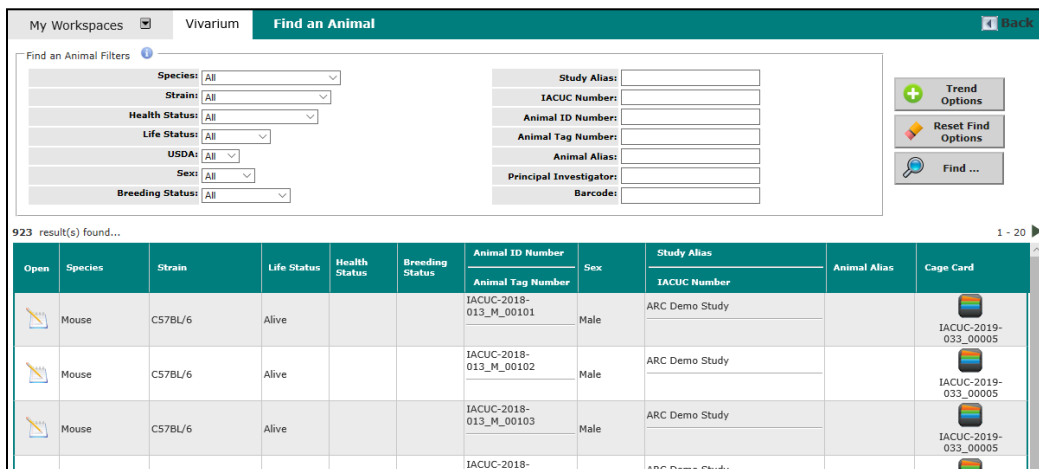 My Workspaces Vivarium Find an Animal Back
Find an Animal Filters
Species: All Study Alias:
Strain: All IACUC Number:
Health Status: All Animal ID Number:
Life Status: All Animal Tag Number:
USDA: All Animal Alias:
Sex: All Principal Investigator:
Breeding Status: All Barcode:
Trend Options
Reset Find Options
Find ...
923 result(s) found... 1 - 20
Open Species Strain Life Status Health Status Breeding Status Animal ID Number Animal Tag Number Sex Study Alias IACUC Number Animal Alias Cage Card
Mouse C57BL/6 Alive IACUC-2018-013_M_00101 Male ARC Demo Study IACUC-2019-033_00005
Mouse C57BL/6 Alive IACUC-2018-013_M_00102 Male ARC Demo Study IACUC-2019-033_00005
Mouse C57BL/6 Alive IACUC-2018-013_M_00103 Male ARC Demo Study IACUC-2019-033_00005
IACUC-2018- ARC Demo Study